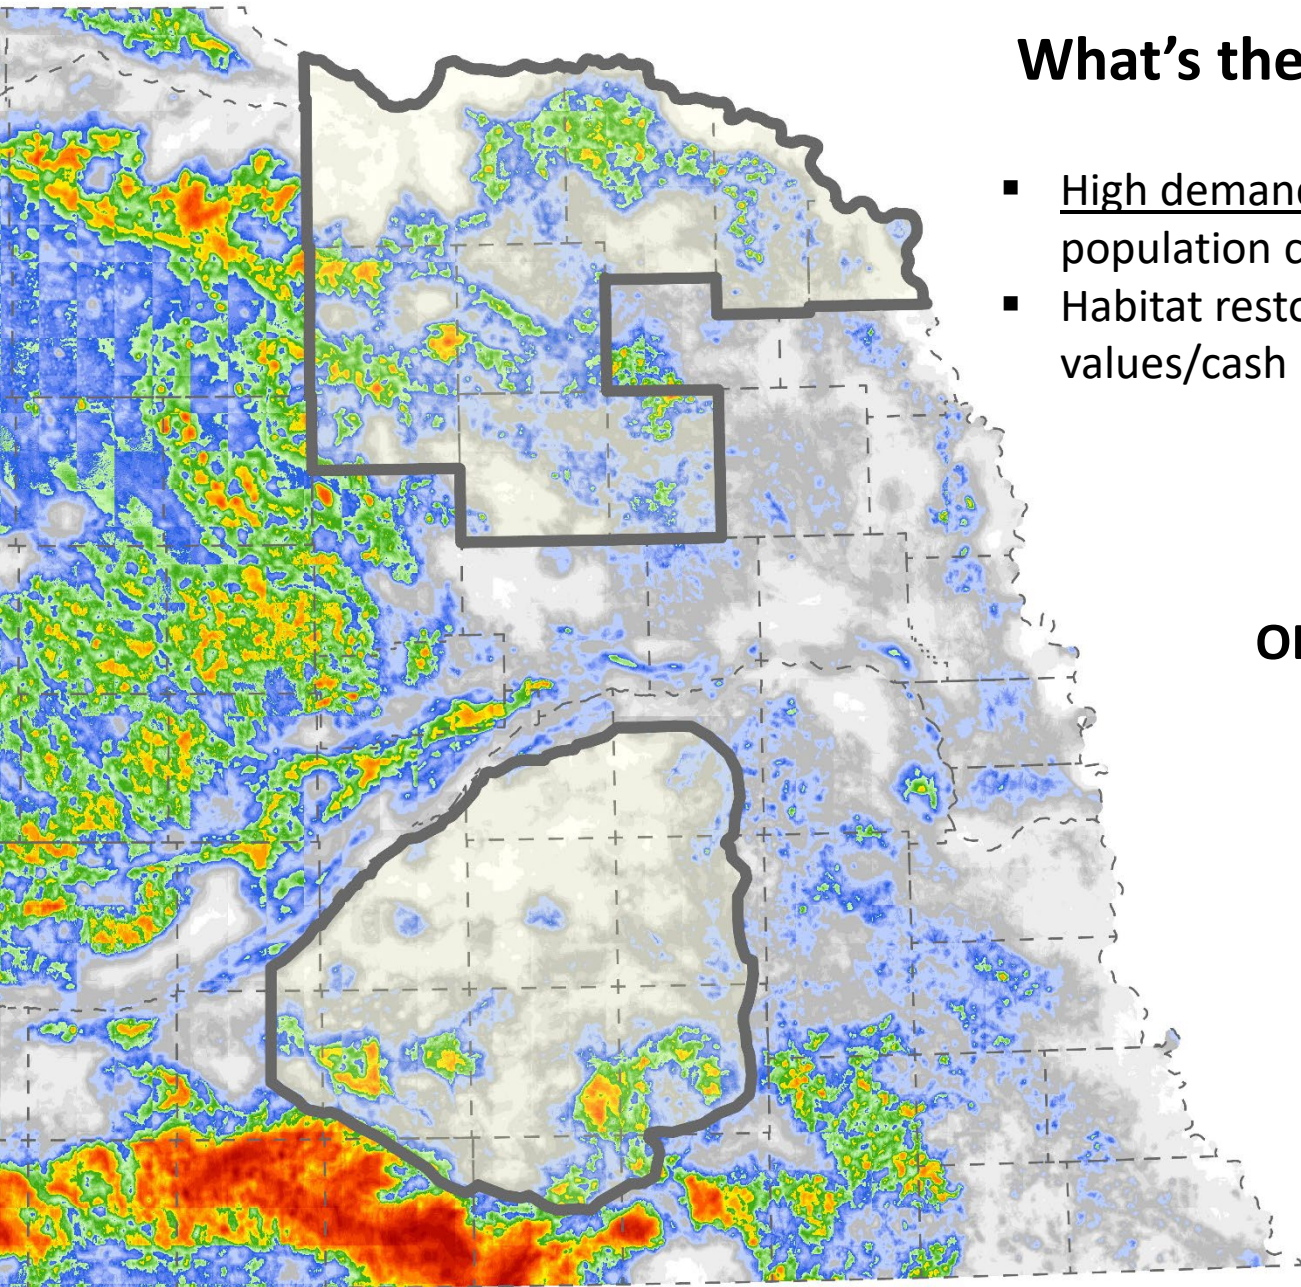 What's the
▪ High demand
population c
▪ Habitat resto
values/cash